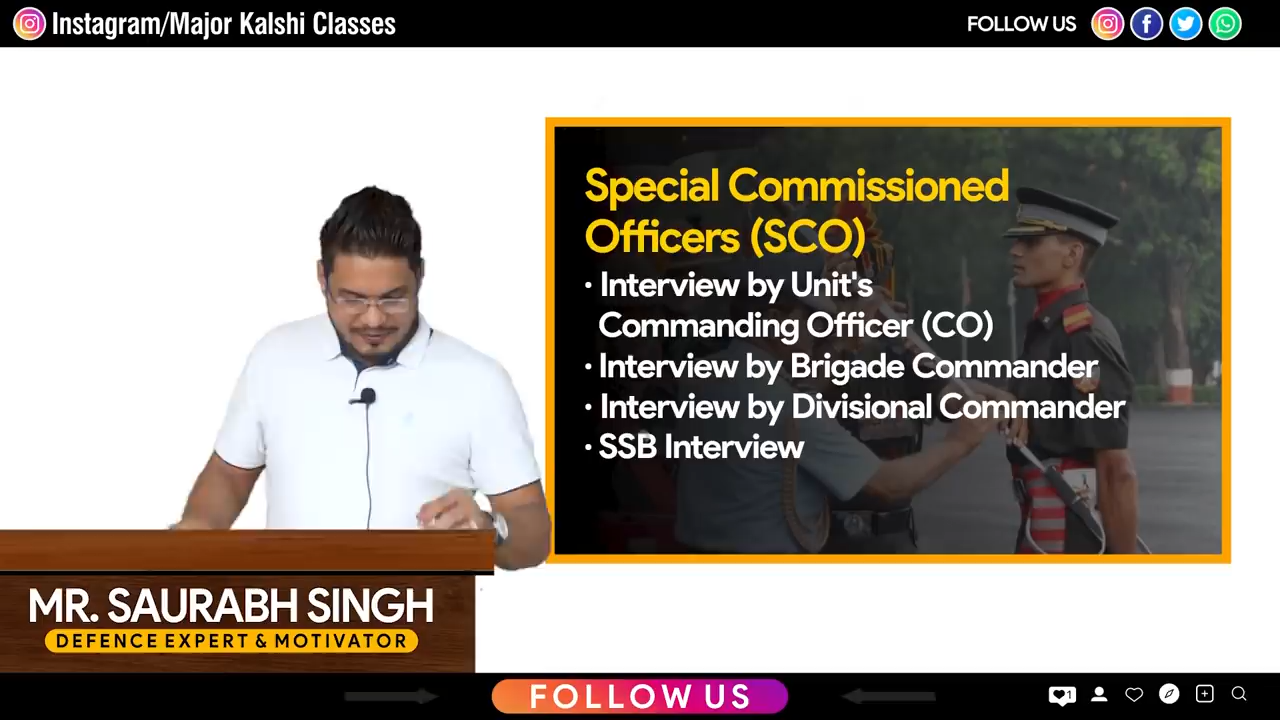 Instagram/Major Kalshi Classes
FOLLOW US
Special Commissioned
Officers (SCO)
• Interview by Unit's
Commanding Officer (CO)
• Interview by Brigade Commander
• Interview by Divisional Commander
• SSB Interview
MR. SAURABH SINGH
DEFENCE EXPERT & MOTIVATOR
FOLLOW US
1